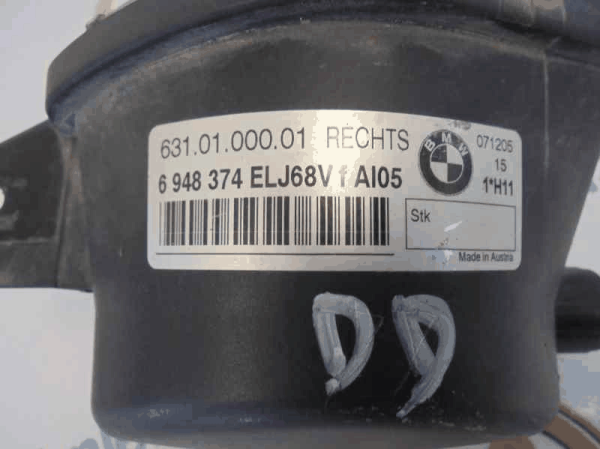 631.01.000.01 RECHTS
6 948 374 ELJ68V f AI05
BMW
071205
15
1*H11
Stk
Made in Austria
DD